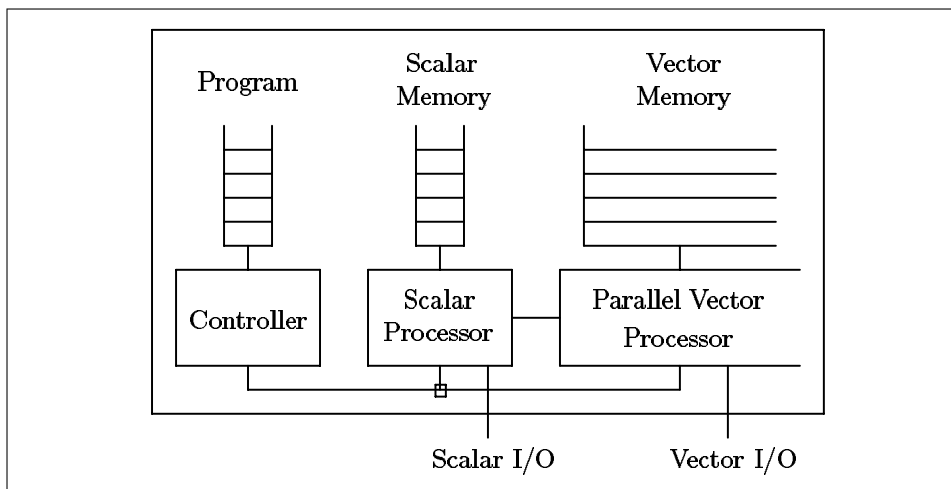 Program
Scalar
Memory
Vector
Memory
Controller
Scalar
Processor
Parallel Vector
Processor
Scalar I/O
Vector I/O